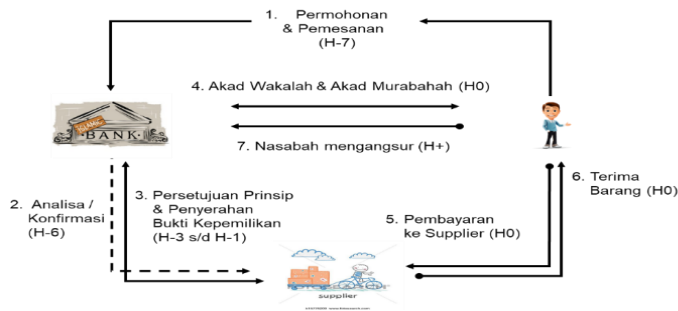 1. Permohonan
& Pemesanan
(H-7)
4. Akad Wakalah & Akad Murabahah (H0)
BANK
7. Nasabah mengangsur (H+)
6. Terima
Barang (H0)
2. Analisa /
Konfirmasi
(H-6)
3. Persetujuan Prinsip
& Penyerahan
Bukti Kepemilikan
(H-3 s/d H-1)
5. Pembayaran
ke Supplier (H0)
supplier